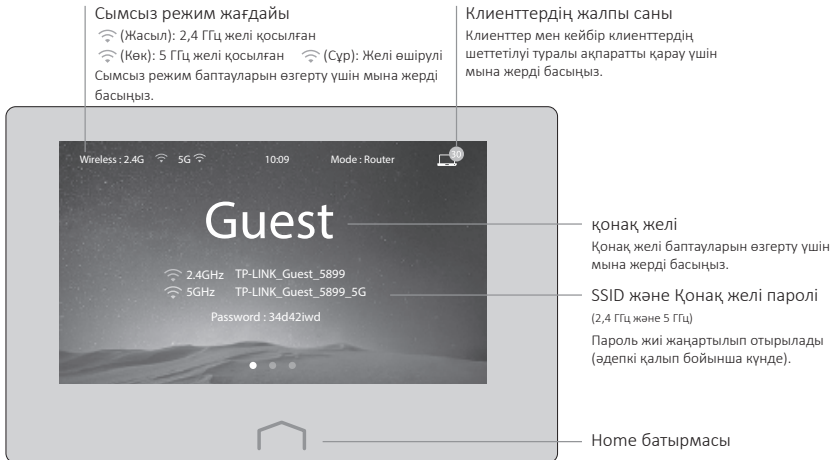 Сымсыз режим жағдайы
(Жасыл): 2,4 ГГц желі қосылған
(Көк): 5 ГГц желі қосылған (Сұр): Желі өшірулі
Сымсыз режим баптауларын өзгерту үшін мына жерді
басыңыз.
Клиенттердің жалпы саны
Клиенттер мен кейбір клиенттердің
шеттетілуі туралы ақпаратты қарау үшін
мына жерді басыңыз.
Wireless : 2.4G 5G 10:09 Mode : Router 30
Guest
2.4GHz TP-LINK_Guest_5899
5GHz TP-LINK_Guest_5899_5G
Password : 34d42iwd
қонақ желі
Қонақ желі баптауларын өзгерту үшін
мына жерді басыңыз.
SSID және Қонақ желі паролі
(2,4 ГГц және 5 ГГц)
Пароль жиі жаңартылып отырылады
(әдепкі қалып бойынша күнде).
Home батырмасы